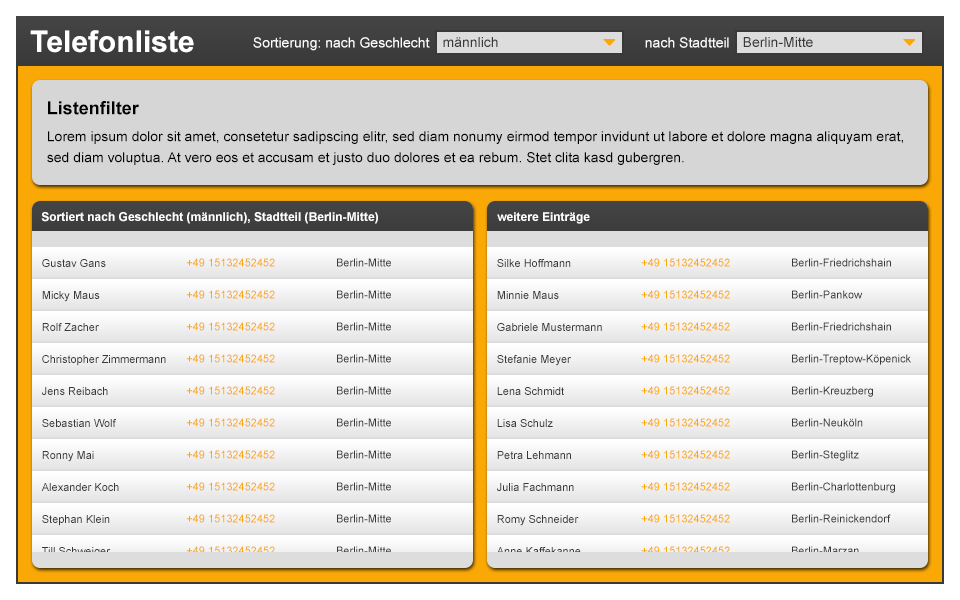 Telefonliste
Sortierung: nach Geschlecht männlich nach Stadtteil Berlin-Mitte
Listenfilter
Lorem ipsum dolor sit amet, consetetur sadipscing elitr, sed diam nonumy eirmod tempor invidunt ut labore et dolore magna aliquyam erat,
sed diam voluptua. At vero eos et accusam et justo duo dolores et ea rebum. Stet clita kasd gubergren.
Sortiert nach Geschlecht (männlich), Stadtteil (Berlin-Mitte)
Gustav Gans +49 15132452452 Berlin-Mitte
Micky Maus +49 15132452452 Berlin-Mitte
Rolf Zacher +49 15132452452 Berlin-Mitte
Christopher Zimmermann +49 15132452452 Berlin-Mitte
Jens Reibach +49 15132452452 Berlin-Mitte
Sebastian Wolf +49 15132452452 Berlin-Mitte
Ronny Mai +49 15132452452 Berlin-Mitte
Alexander Koch +49 15132452452 Berlin-Mitte
Stephan Klein +49 15132452452 Berlin-Mitte
Till Schweiger +49 15132452452 Berlin-Mitte
weitere Einträge
Silke Hoffmann +49 15132452452 Berlin-Friedrichshain
Minnie Maus +49 15132452452 Berlin-Pankow
Gabriele Mustermann +49 15132452452 Berlin-Friedrichshain
Stefanie Meyer +49 15132452452 Berlin-Treptow-Köpenick
Lena Schmidt +49 15132452452 Berlin-Kreuzberg
Lisa Schulz +49 15132452452 Berlin-Neuköln
Petra Lehmann +49 15132452452 Berlin-Steglitz
Julia Fachmann +49 15132452452 Berlin-Charlottenburg
Romy Schneider +49 15132452452 Berlin-Reinickendorf
Anne Kaffekanne +49 15132452452 Berlin-Marzan